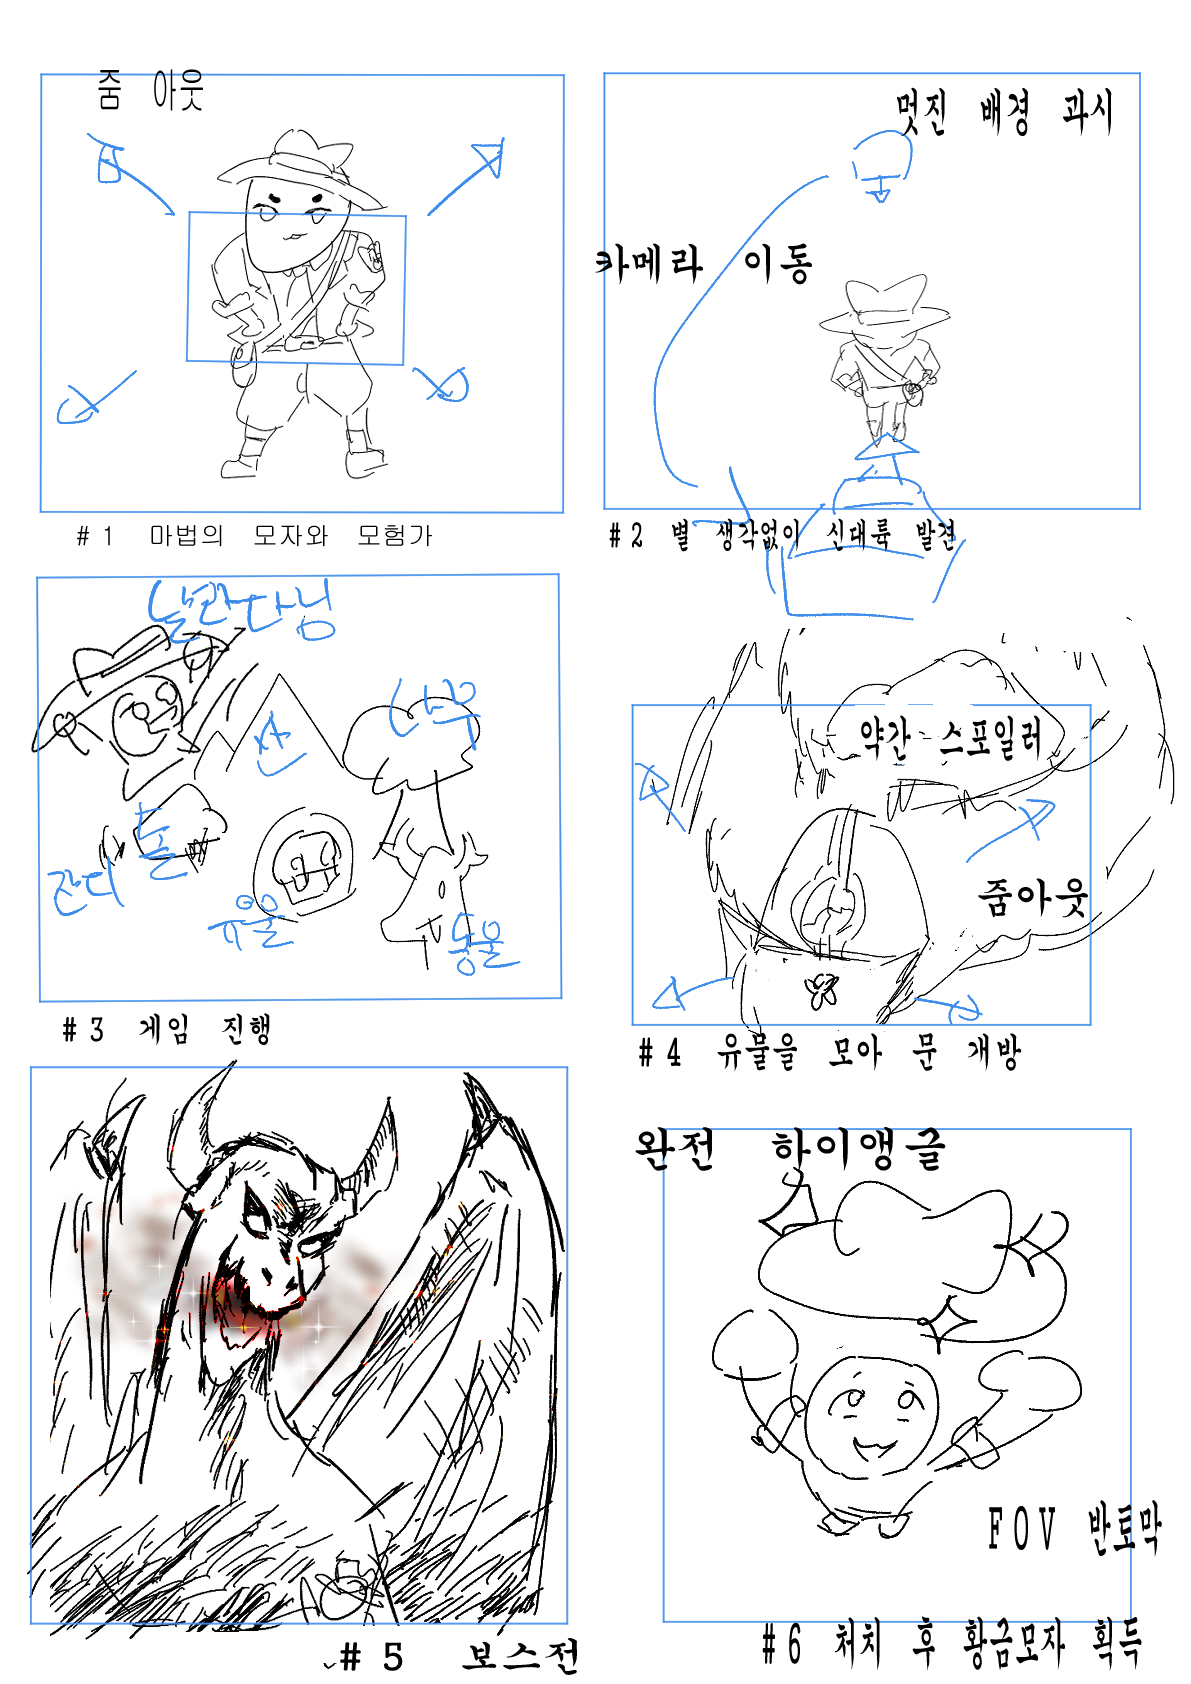 줌 아웃
#1 마법의 모자와 모험가
멋진 배경 과시
카메라 이동
#2 별 생각없이 신대륙 발견
날라다님
산
나무
돌
잔디
유물
동물
#3 게임 진행
약간 스포일러
줌아웃
#4 유물을 모아 문 개방
#5 보스전
완전 하이앵글
FOV 반토막
#6 처치 후 황금모자 획득